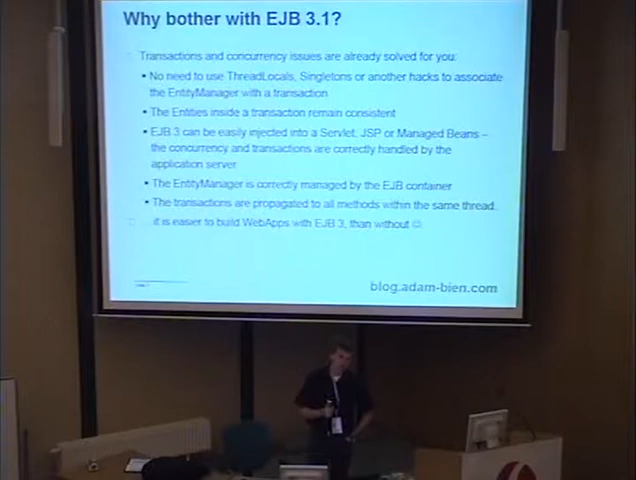 Why bother with EJB 3.1?
Transactions and concurrency issues are already solved for you:
No need to use ThreadLocals, Singletons or another hacks to associate
the EntityManager with a transaction
The Entities inside a transaction remain consistent
EJB 3 can be easily injected into a Servlet, JSP or Managed Beans –
the concurrency and transactions are correctly handled by the
application server
The EntityManager is correctly managed by the EJB container
The transactions are propagated to all methods within the same thread.
...it is easier to build WebApps with EJB 3, than without ☺
blog.adam-bien.com